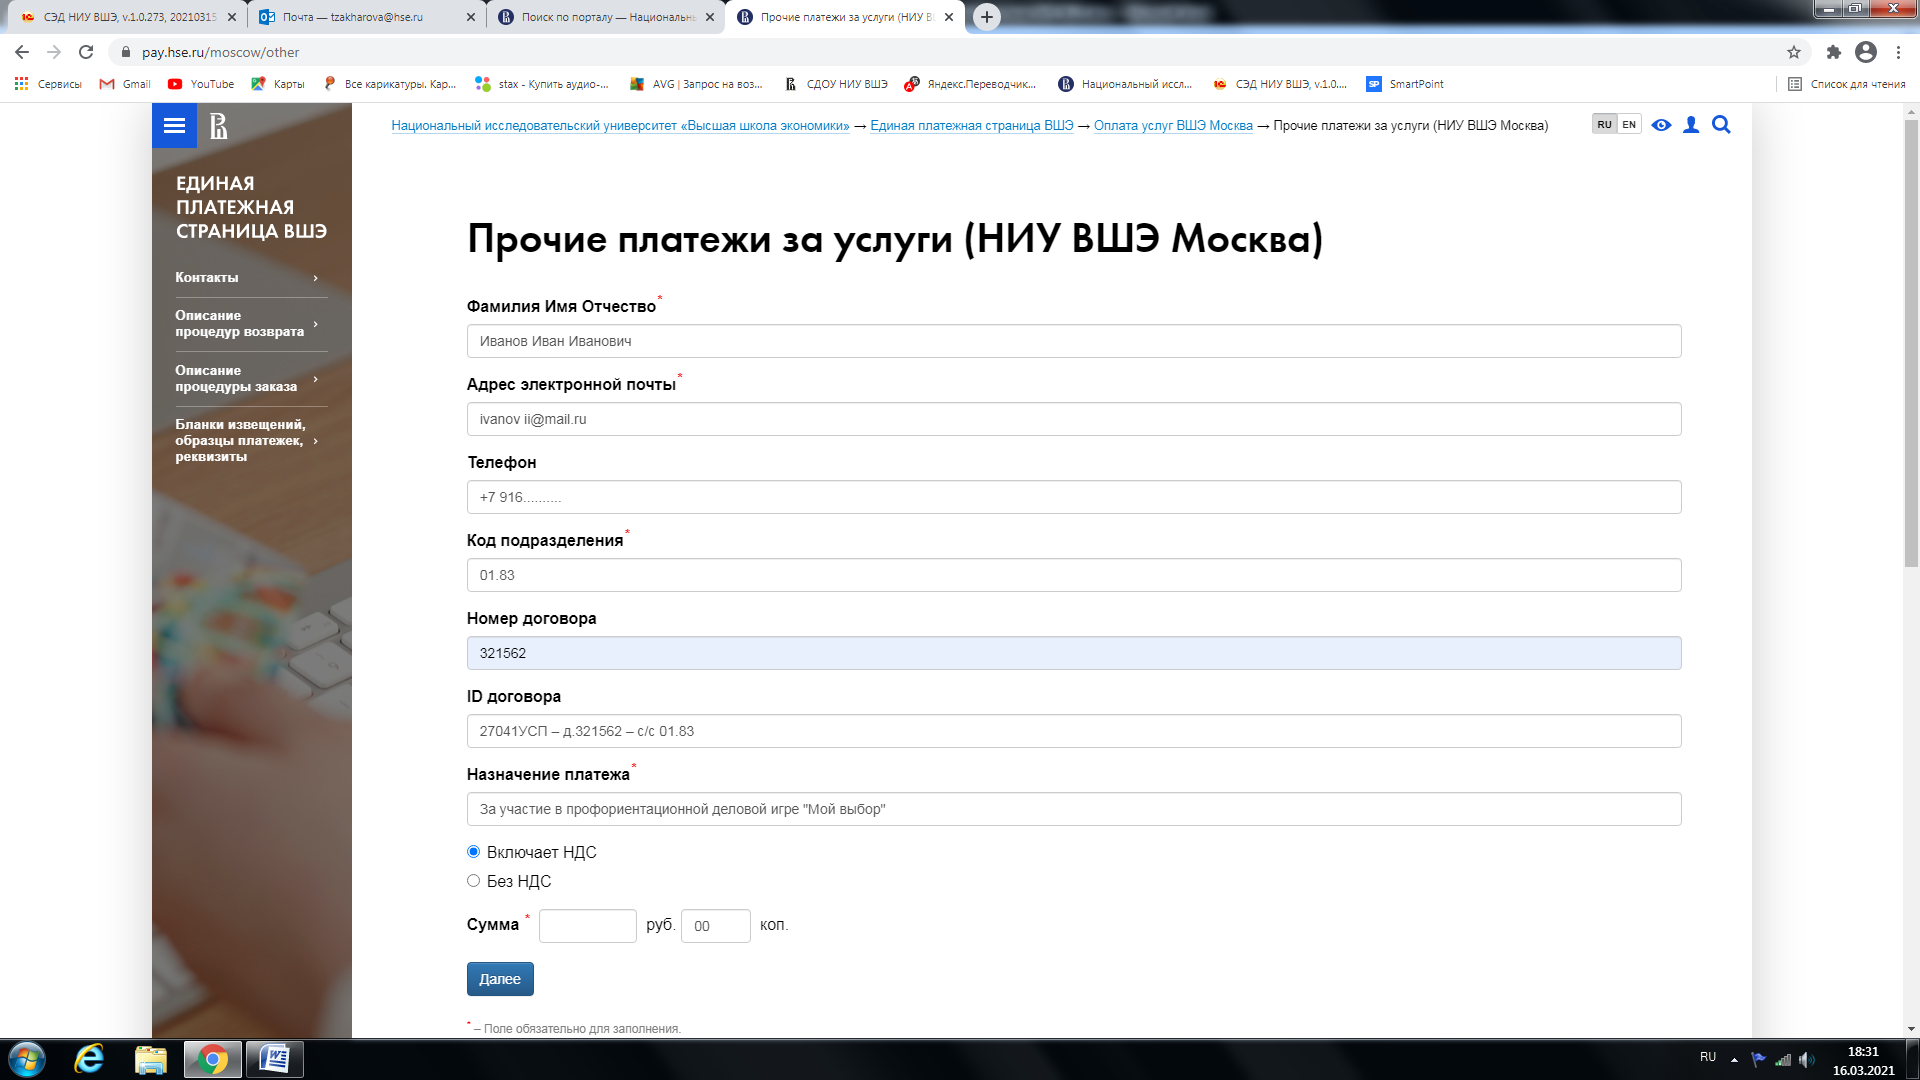 СЭД НИУ ВШЭ, v.1.0.273, 20210315
Почта — tzakharova@hse.ru
Поиск по порталу — Националь
Прочие платежи за услуги (НИУ В
pay.hse.ru/moscow/other
Сервисы
Gmail
YouTube
Карты
Все карикатуры. Кар...
stax - Купить аудио-...
AVG | Запрос на воз...
СДОУ НИУ ВШЭ
Яндекс.Переводчик...
Национальный иссл...
СЭД НИУ ВШЭ, v.1.0....
SmartPoint
Список для чтения
Национальный исследовательский университет «Высшая школа экономики» → Единая платежная страница ВШЭ → Оплата услуг ВШЭ Москва → Прочие платежи за услуги (НИУ ВШЭ Москва)
RU EN
ЕДИНАЯ
ПЛАТЕЖНАЯ
СТРАНИЦА ВШЭ
Контакты
Описание
процедур возврата
Описание
процедуры заказа
Бланки извещений,
образцы платежек,
реквизиты
Прочие платежи за услуги (НИУ ВШЭ Москва)
Фамилия Имя Отчество*
Иванов Иван Иванович
Адрес электронной почты*
ivanov ii@mail.ru
Телефон
+7 916..........
Код подразделения*
01.83
Номер договора
321562
ID договора
27041УСП – д.321562 – с/с 01.83
Назначение платежа*
За участие в профориентационной деловой игре "Мой выбор"
Включает НДС
Без НДС
Сумма * руб. 00 коп.
Далее
* – Поле обязательно для заполнения.
RU
18:31
16.03.2021